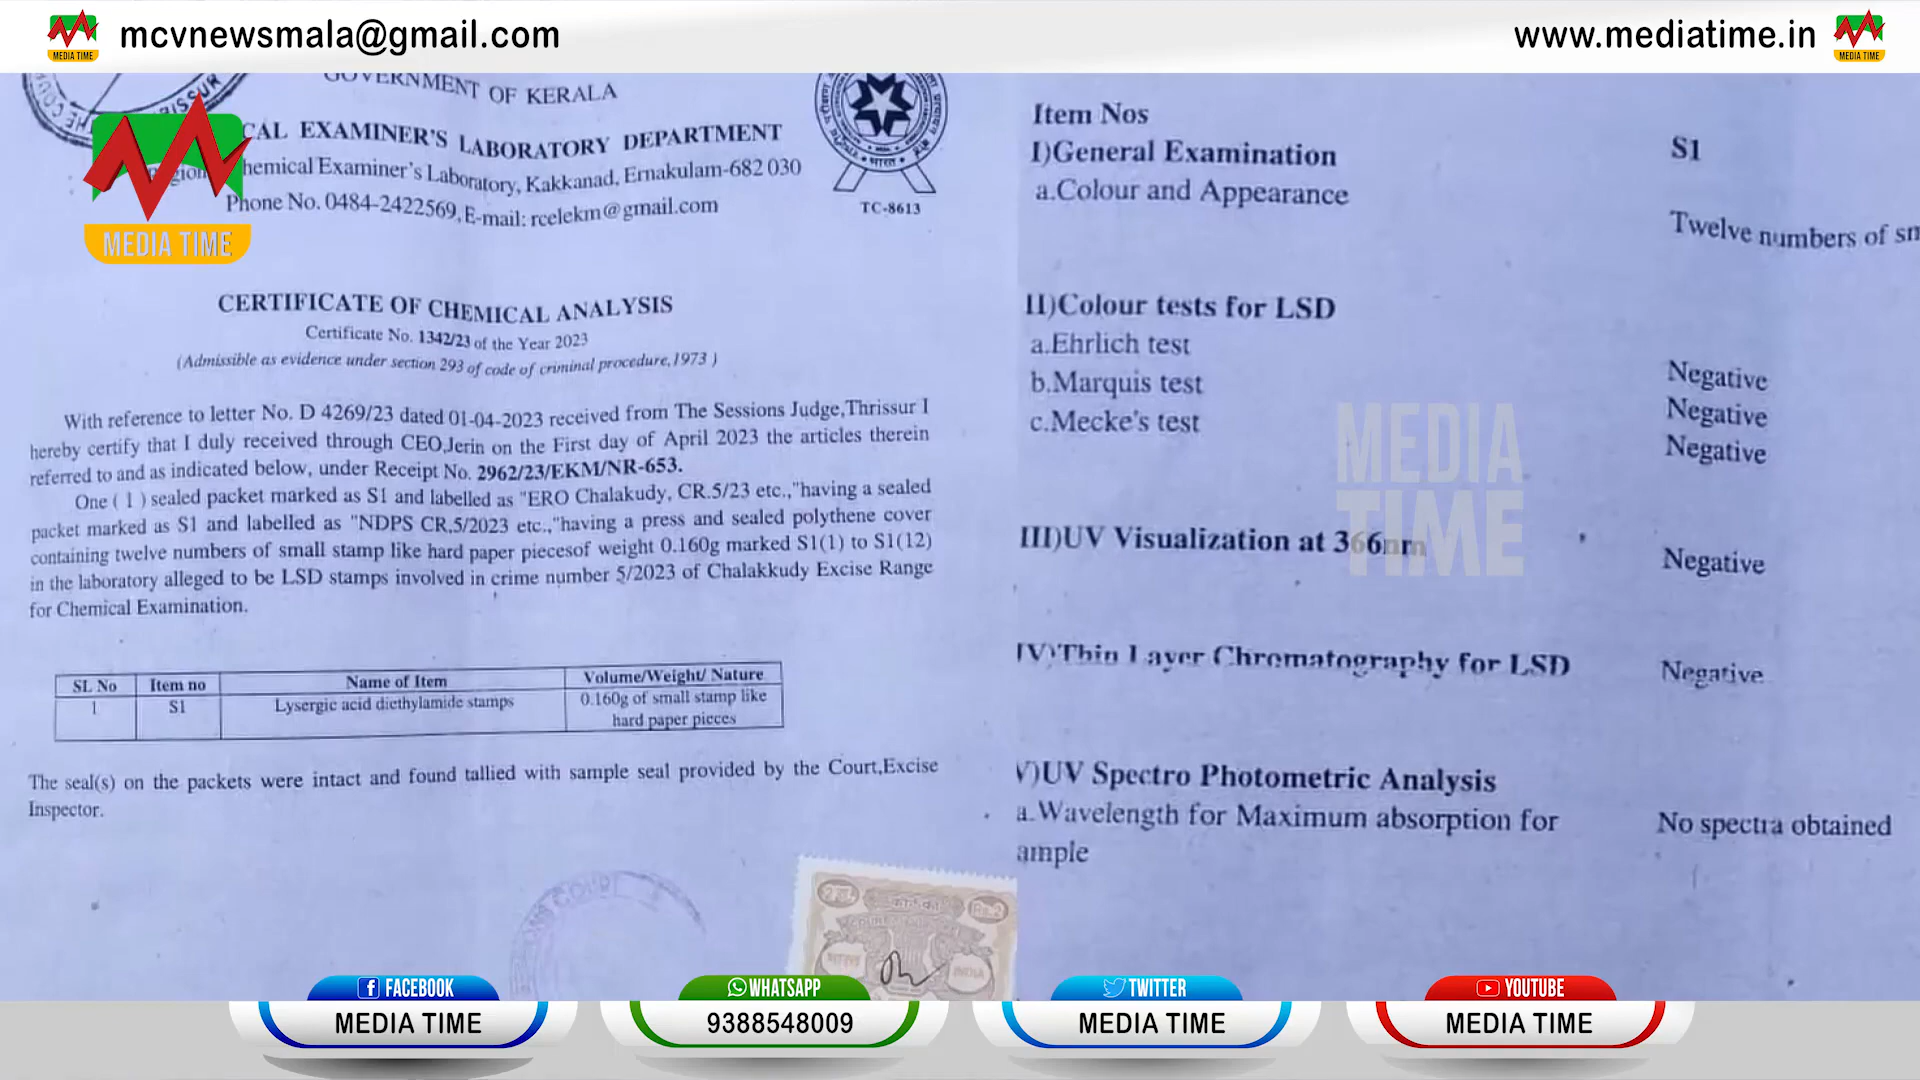 MEDIA TIME
mcvnewsmala@gmail.com
www.mediatime.in
MEDIA TIME
GOVERNMENT OF KERALA
CAL EXAMINER'S LABORATORY DEPARTMENT
hemical Examiner's Laboratory, Kakkanad, Ernakulam-682 030
Phone No. 0484-2422569, E-mail: rcelekm@gmail.com
TC-8613
MEDIA TIME
CERTIFICATE OF CHEMICAL ANALYSIS
Certificate No. 1342/23 of the Year 2023
(Admissible as evidence under section 293 of code of criminal procedure,1973 )
With reference to letter No. D 4269/23 dated 01-04-2023 received from The Sessions Judge,Thrissur I
hereby certify that I duly received through CEO,Jerin on the First day of April 2023 the articles therein
referred to and as indicated below, under Receipt No. 2962/23/EKM/NR-653.
One ( 1 ) sealed packet marked as S1 and labelled as "ERO Chalakudy, CR.5/23 etc.,"having a sealed
packet marked as S1 and labelled as "NDPS CR.5/2023 etc.,"having a press and sealed polythene cover
containing twelve numbers of small stamp like hard paper piecesof weight 0.160g marked S1(1) to S1(12)
in the laboratory alleged to be LSD stamps involved in crime number 5/2023 of Chalakkudy Excise Range
for Chemical Examination.
SL No Item no Name of Item Volume/Weight/ Nature
1 S1 Lysergic acid diethylamide stamps 0.160g of small stamp like
hard paper pieces
The seal(s) on the packets were intact and found tallied with sample seal provided by the Court,Excise
Inspector.
Item Nos
S1
I)General Examination
a.Colour and Appearance
Twelve numbers of sm
II)Colour tests for LSD
a.Ehrlich test Negative
b.Marquis test Negative
c.Mecke's test Negative
MEDIA
TIME
III)UV Visualization at 366nm Negative
IV)Thin Layer Chromatography for LSD Negative
V)UV Spectro Photometric Analysis
a.Wavelength for Maximum absorption for No spectra obtained
ample
भारत
INDIA
FACEBOOK
MEDIA TIME
WHATSAPP
9388548009
TWITTER
MEDIA TIME
YOUTUBE
MEDIA TIME